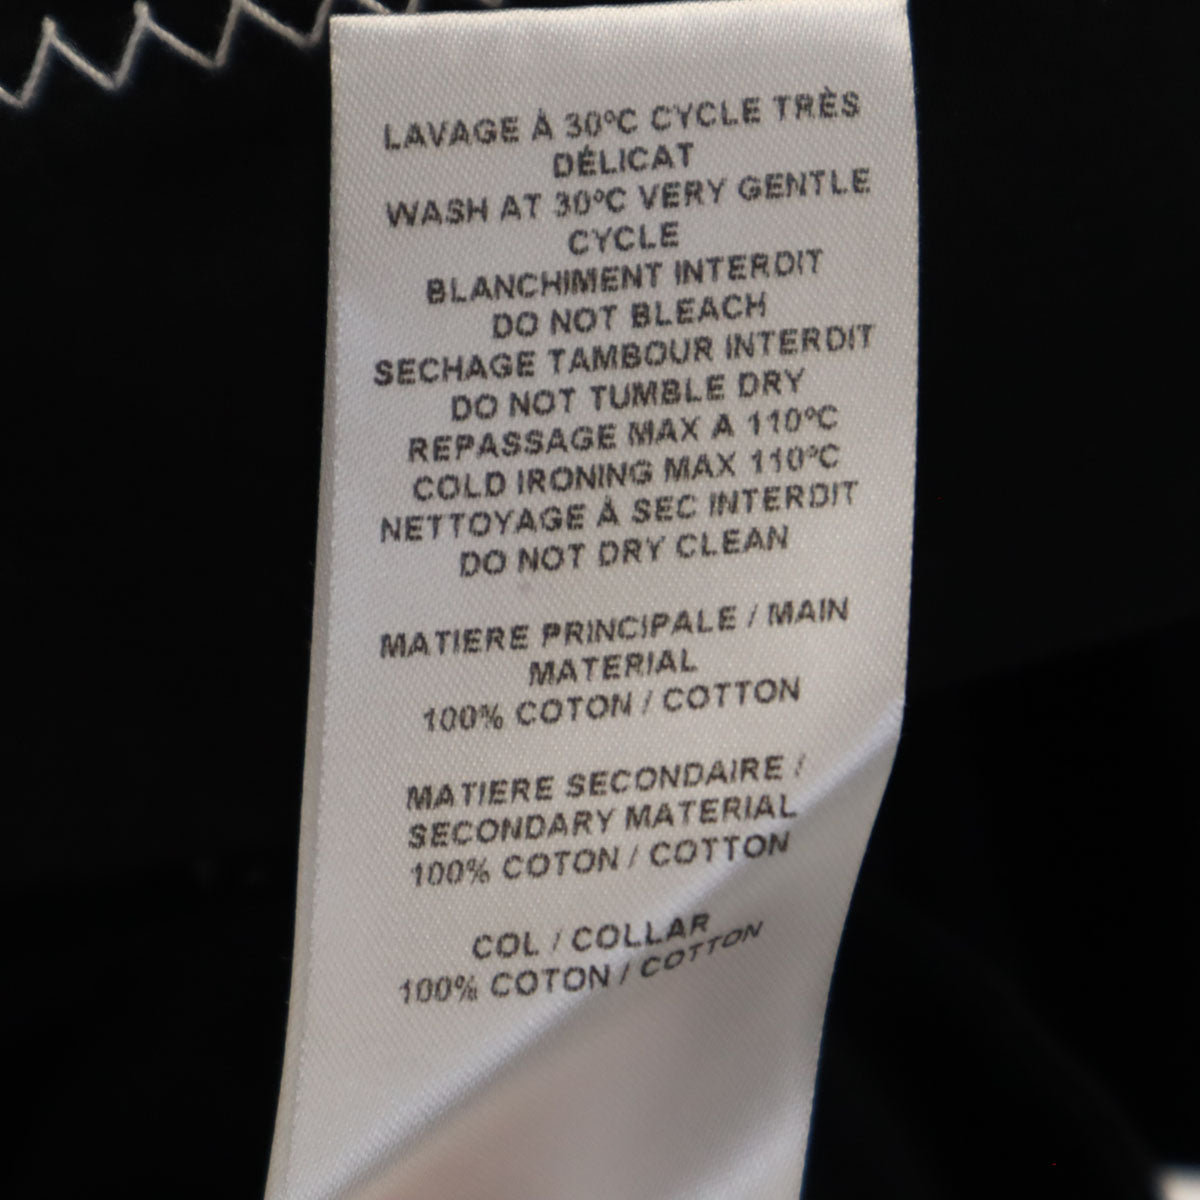 LAVAGE À 30°C CYCLE TRÈS
DÉLICAT
WASH AT 30°C VERY GENTLE
CYCLE
BLANCHIMENT INTERDIT
DO NOT BLEACH
SECHAGE TAMBOUR INTERDIT
DO NOT TUMBLE DRY
REPASSAGE MAX A 110°C
COLD IRONING MAX 110°C
NETTOYAGE À SEC INTERDIT
DO NOT DRY CLEAN
MATIERE PRINCIPALE / MAIN
MATERIAL
100% COTON / COTTON
MATIERE SECONDAIRE /
SECONDARY MATERIAL
100% COTON / COTTON
COL / COLLAR
100% COTON / COTTON